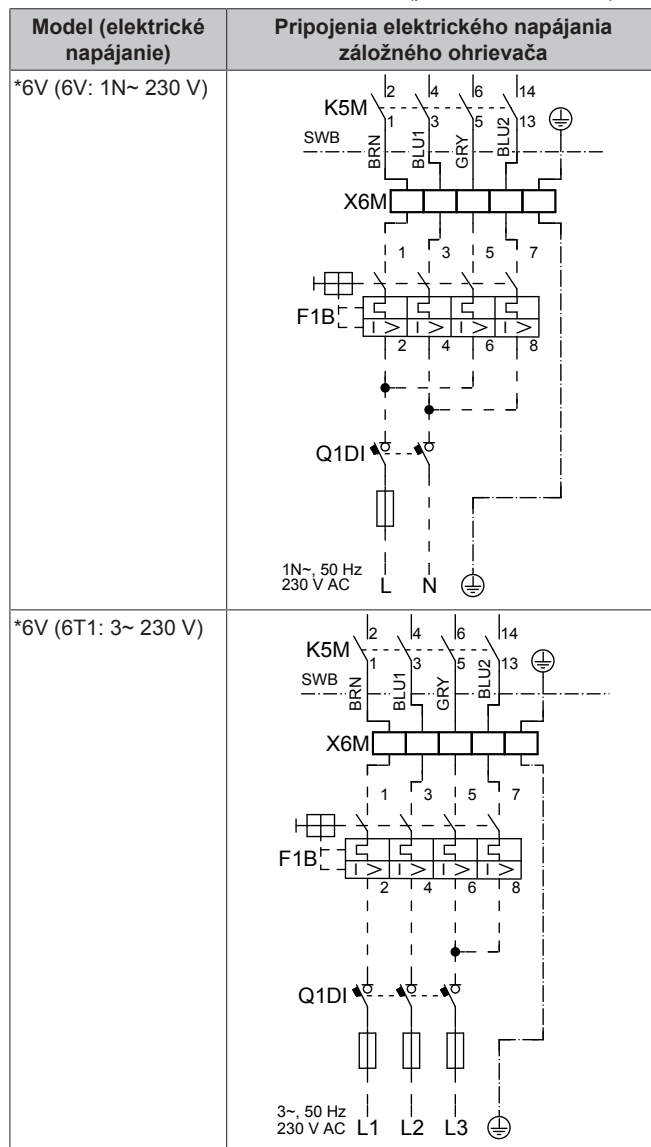 Model (elektrické napájanie)
Pripojenia elektrického napájania záložného ohrievača
*6V (6V: 1N~ 230 V)
2 4 6 14
K5M
1 3 5 13
SWB
BRN BLU1 GRY BLU2
X6M
1 3 5 7
F1B
I > I > I > I >
2 4 6 8
Q1DI
1N~, 50 Hz
230 V AC
L N
*6V (6T1: 3~ 230 V)
2 4 6 14
K5M
1 3 5 13
SWB
BRN BLU1 GRY BLU2
X6M
1 3 5 7
F1B
I > I > I > I >
2 4 6 8
Q1DI
3~, 50 Hz
230 V AC
L1 L2 L3